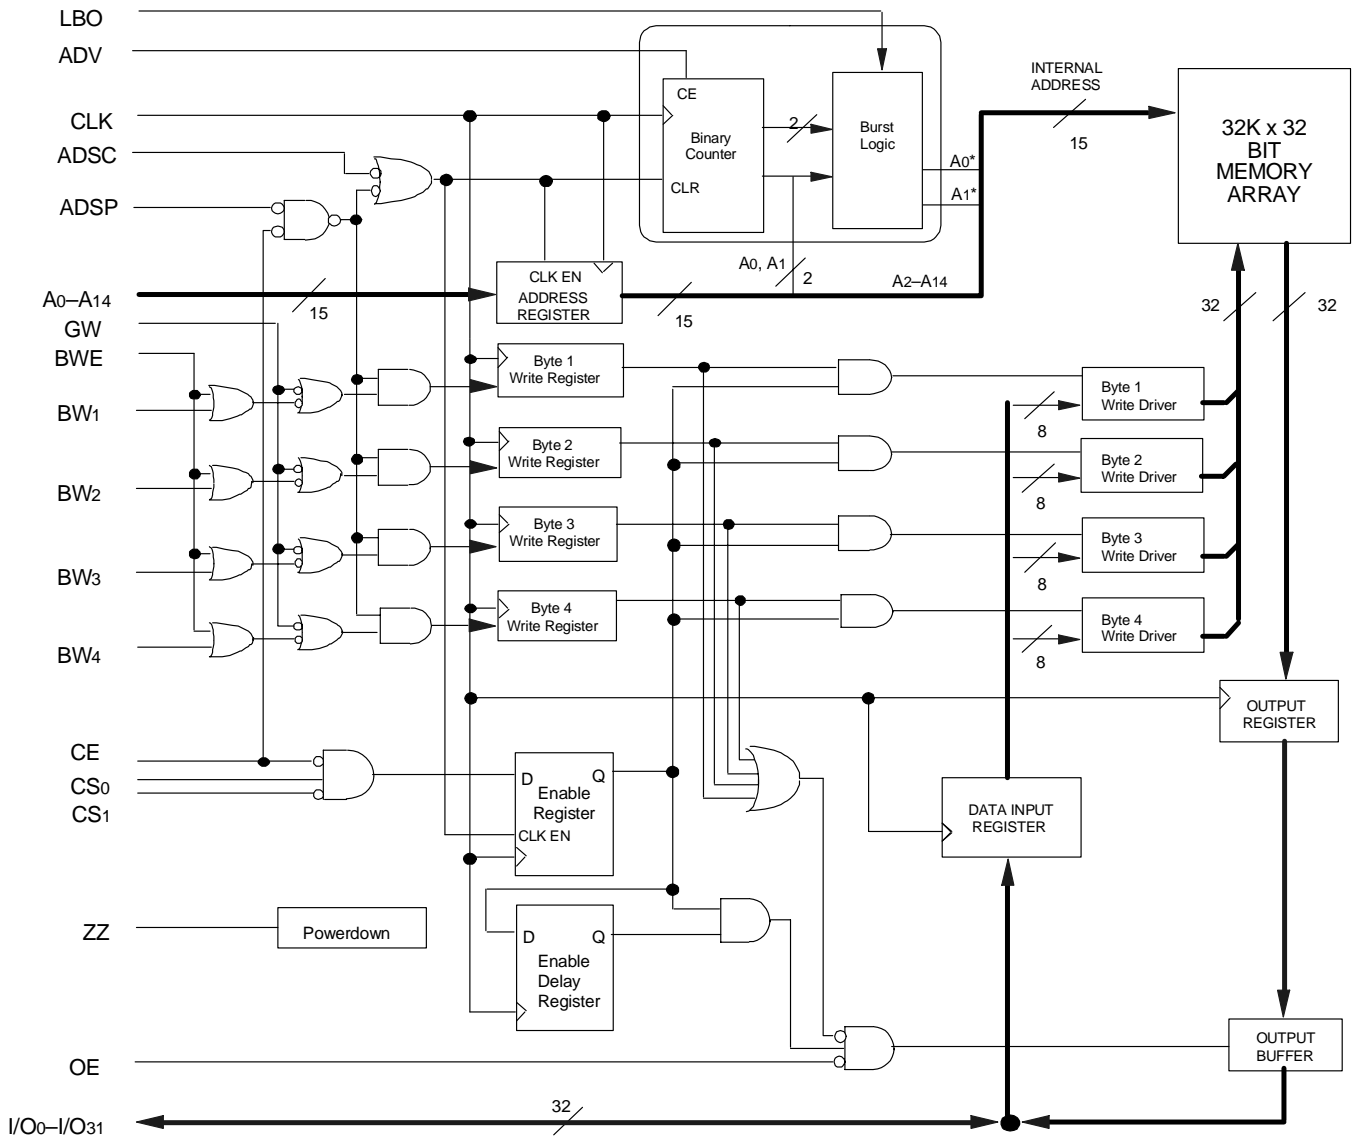 LBO
ADV
CLK
ADSC
ADSP
A0–A14
GW
BWE
BW1
BW2
BW3
BW4
CE
CS0
CS1
ZZ
OE
I/O0–I/O31
CE
Binary
Counter
CLR
2
Burst
Logic
A0*
A1*
INTERNAL
ADDRESS
15
32K x 32
BIT
MEMORY
ARRAY
15
CLK EN
ADDRESS
REGISTER
15
A0, A1
2
A2–A14
32
32
Byte 1
Write Register
Byte 2
Write Register
Byte 3
Write Register
Byte 4
Write Register
8
Byte 1
Write Driver
8
Byte 2
Write Driver
8
Byte 3
Write Driver
8
Byte 4
Write Driver
OUTPUT
REGISTER
D
Q
Enable
Register
CLK EN
DATA INPUT
REGISTER
Powerdown
D
Q
Enable
Delay
Register
OUTPUT
BUFFER
32